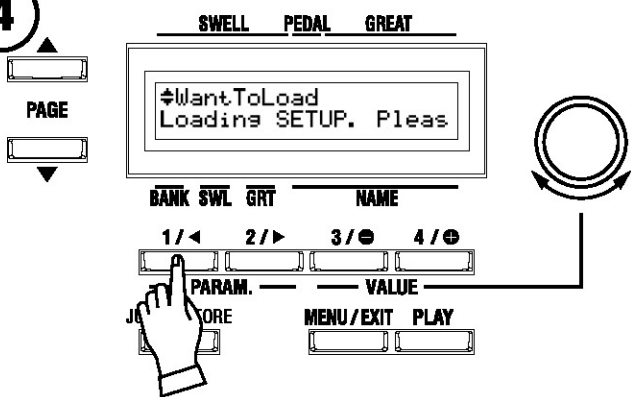 4
SWELL PEDAL GREAT
PAGE
WantToLoad
Loading SETUP. Pleas
BANK SWL GRT NAME
1/◀ 2/▶ 3/⊖ 4/⊕
PARAM. VALUE
MENU/EXIT PLAY